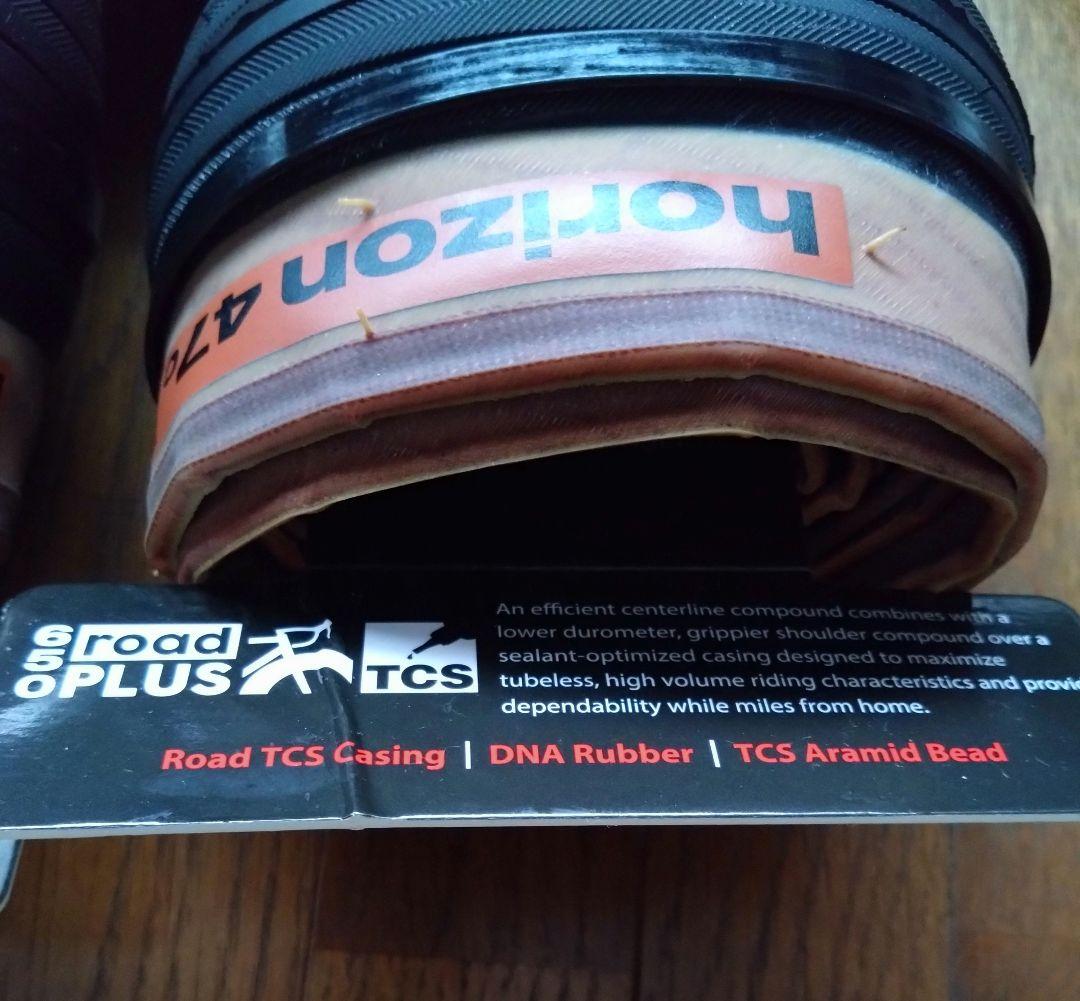 horizon 47c
650
road
PLUS
TCS
An efficient centerline compound combines with a
lower durometer, grippier shoulder compound over a
sealant-optimized casing designed to maximize
tubeless, high volume riding characteristics and provid
dependability while miles from home.
Road TCS Casing | DNA Rubber | TCS Aramid Bead